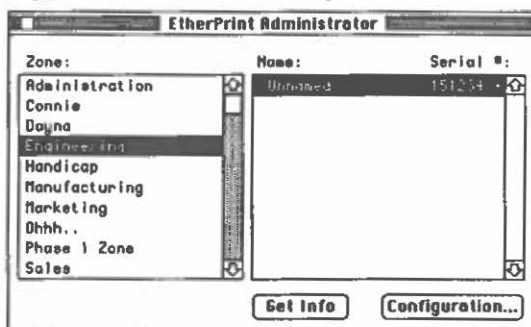 EtherPrint Administrator
Zone:
Name: Serial #:
Administration
Connie
Dayna
Engineering
Handicap
Manufacturing
Marketing
Ohhh..
Phase 1 Zone
Sales
Unnamed 151234 •
Get Info Configuration...